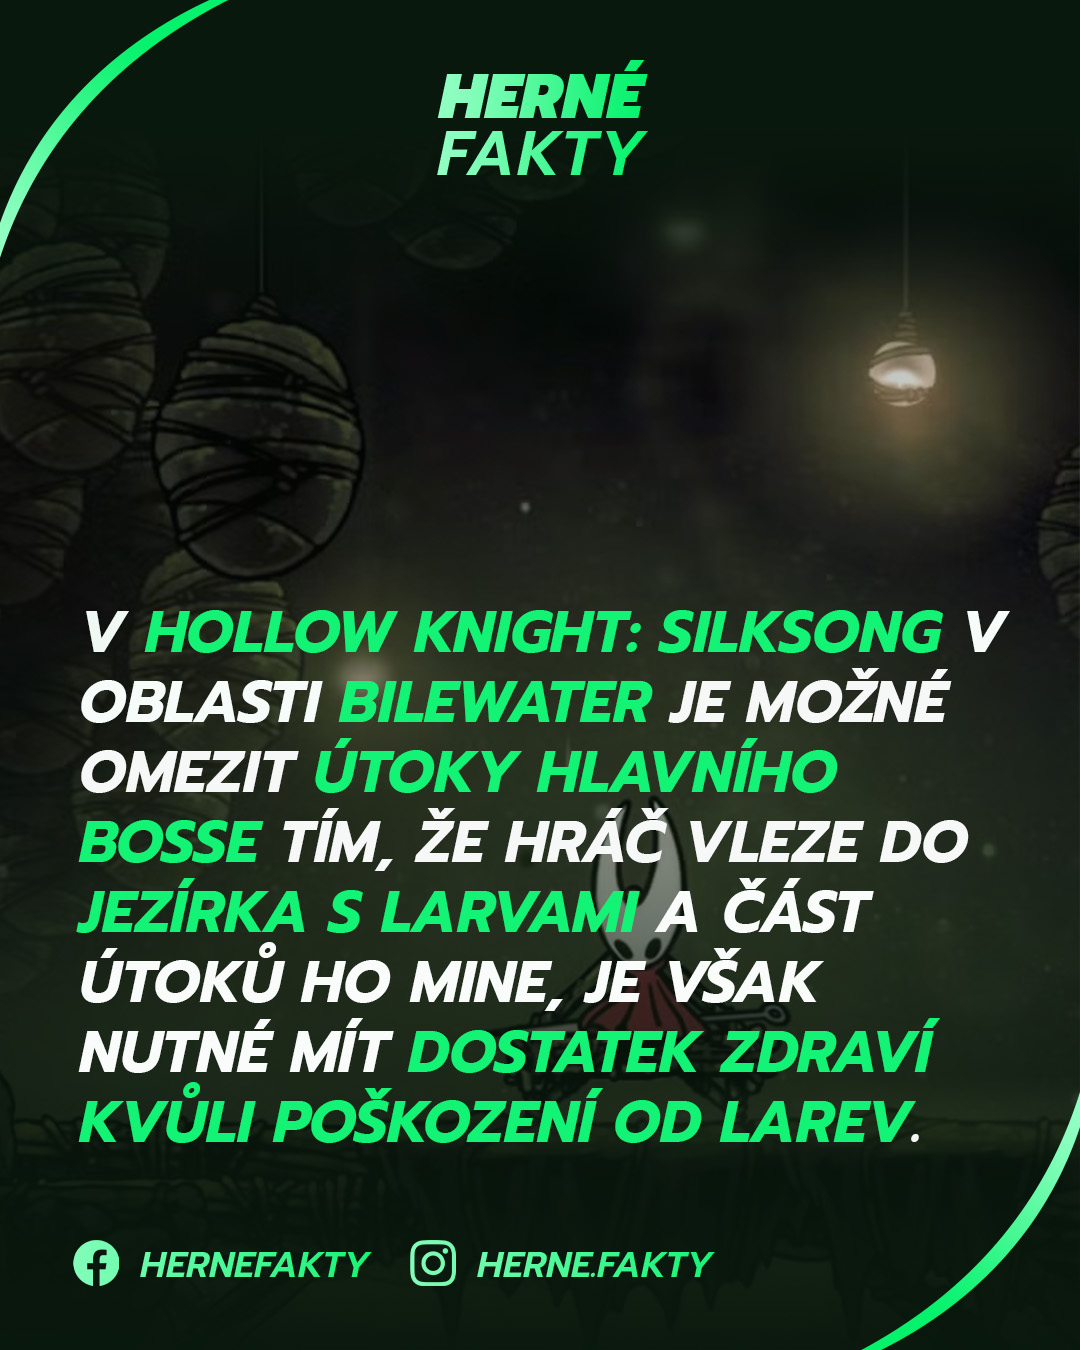 HERNÉ
FAKTY
V HOLLOW KNIGHT: SILKSONG V
OBLASTI BILEWATER JE MOŽNÉ
OMEZIT ÚTOKY HLAVNÍHO
BOSSE TÍM, ŽE HRÁČ VLEZE DO
JEZÍRKA S LARVAMI A ČÁST
ÚTOKŮ HO MINE, JE VŠAK
NUTNÉ MÍT DOSTATEK ZDRAVÍ
KVŮLI POŠKOZENÍ OD LAREV.
HERNEFAKTY HERNE.FAKTY